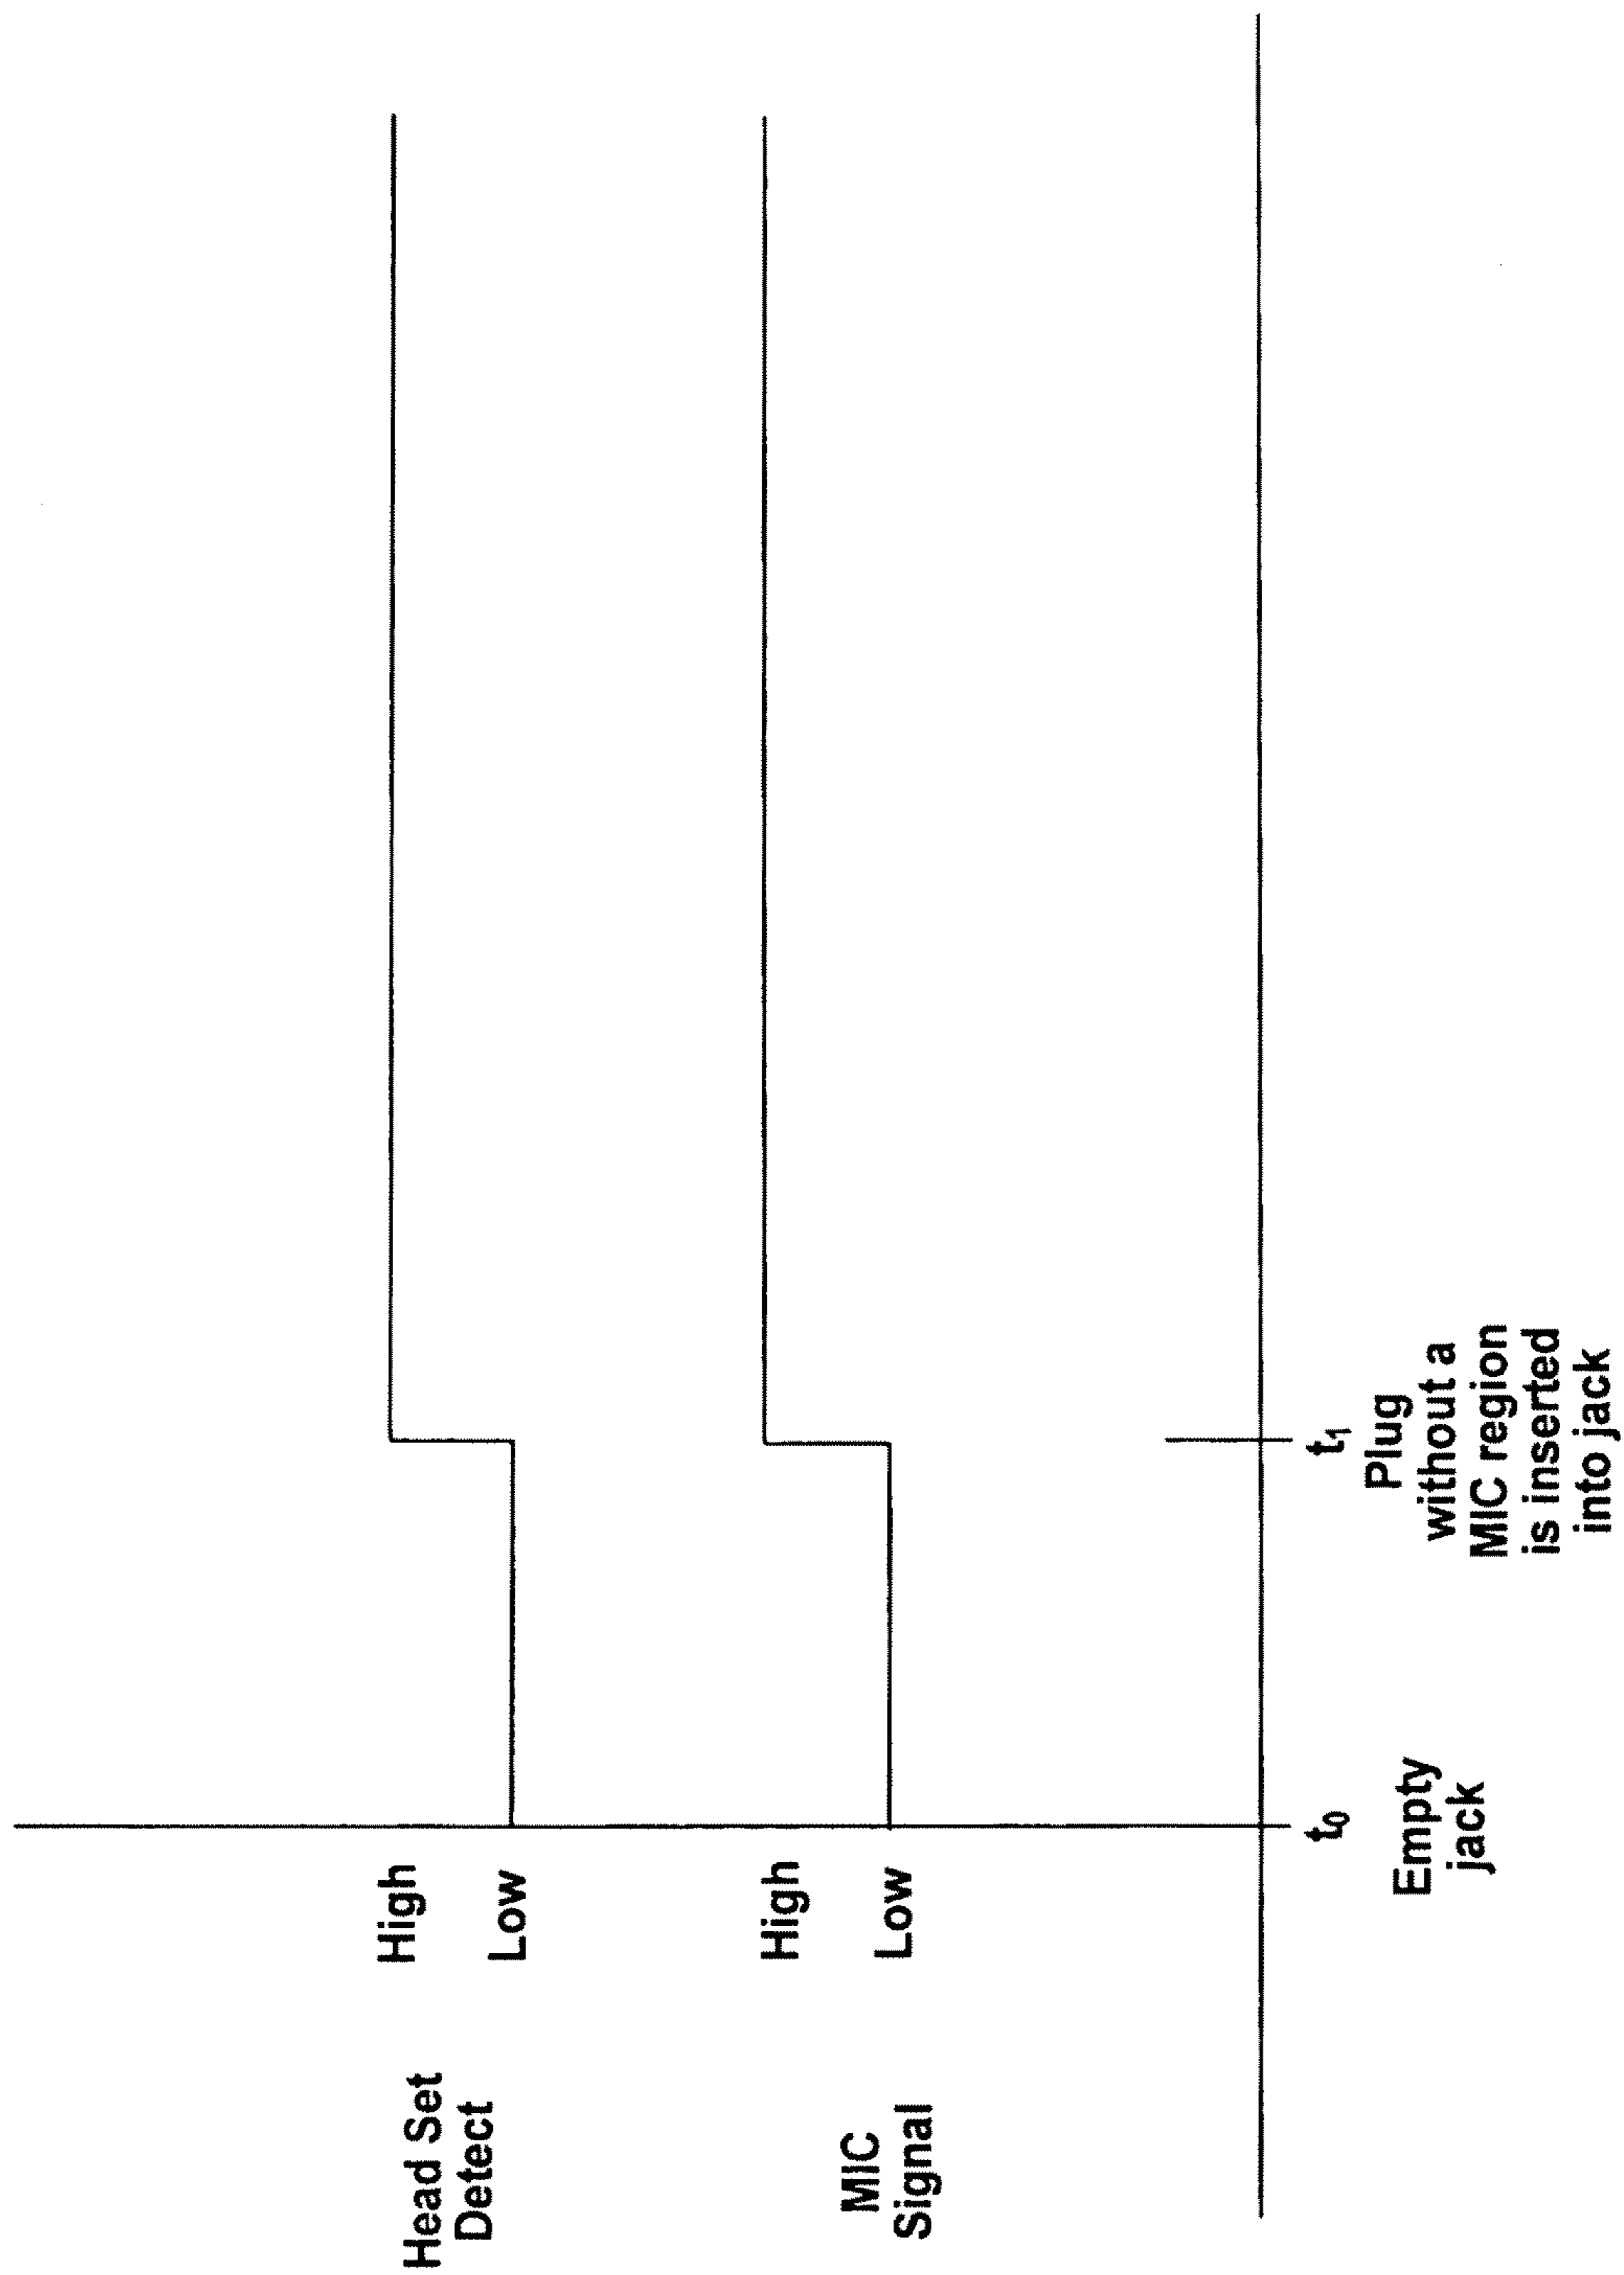 Head Set
Detect
High
Low
MIC
Signal
High
Low
t₀
Empty
jack
t₁
Plug
without a
MIC region
is inserted
into jack